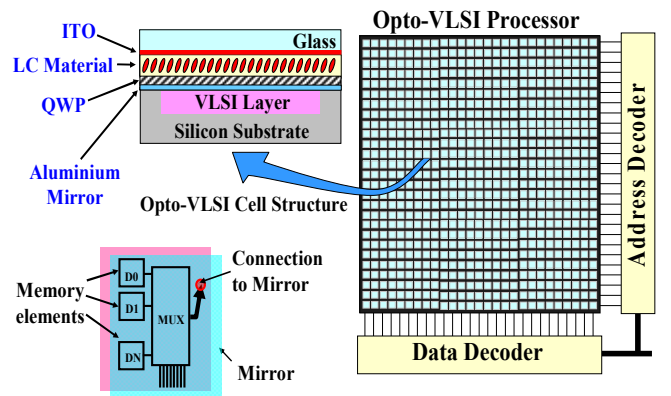 Opto-VLSI Processor
ITO
Glass
LC Material
QWP
VLSI Layer
Silicon Substrate
Aluminium
Mirror
Opto-VLSI Cell Structure
Address Decoder
D0
D1
DN
MUX
Connection
to Mirror
Memory
elements
Mirror
Data Decoder